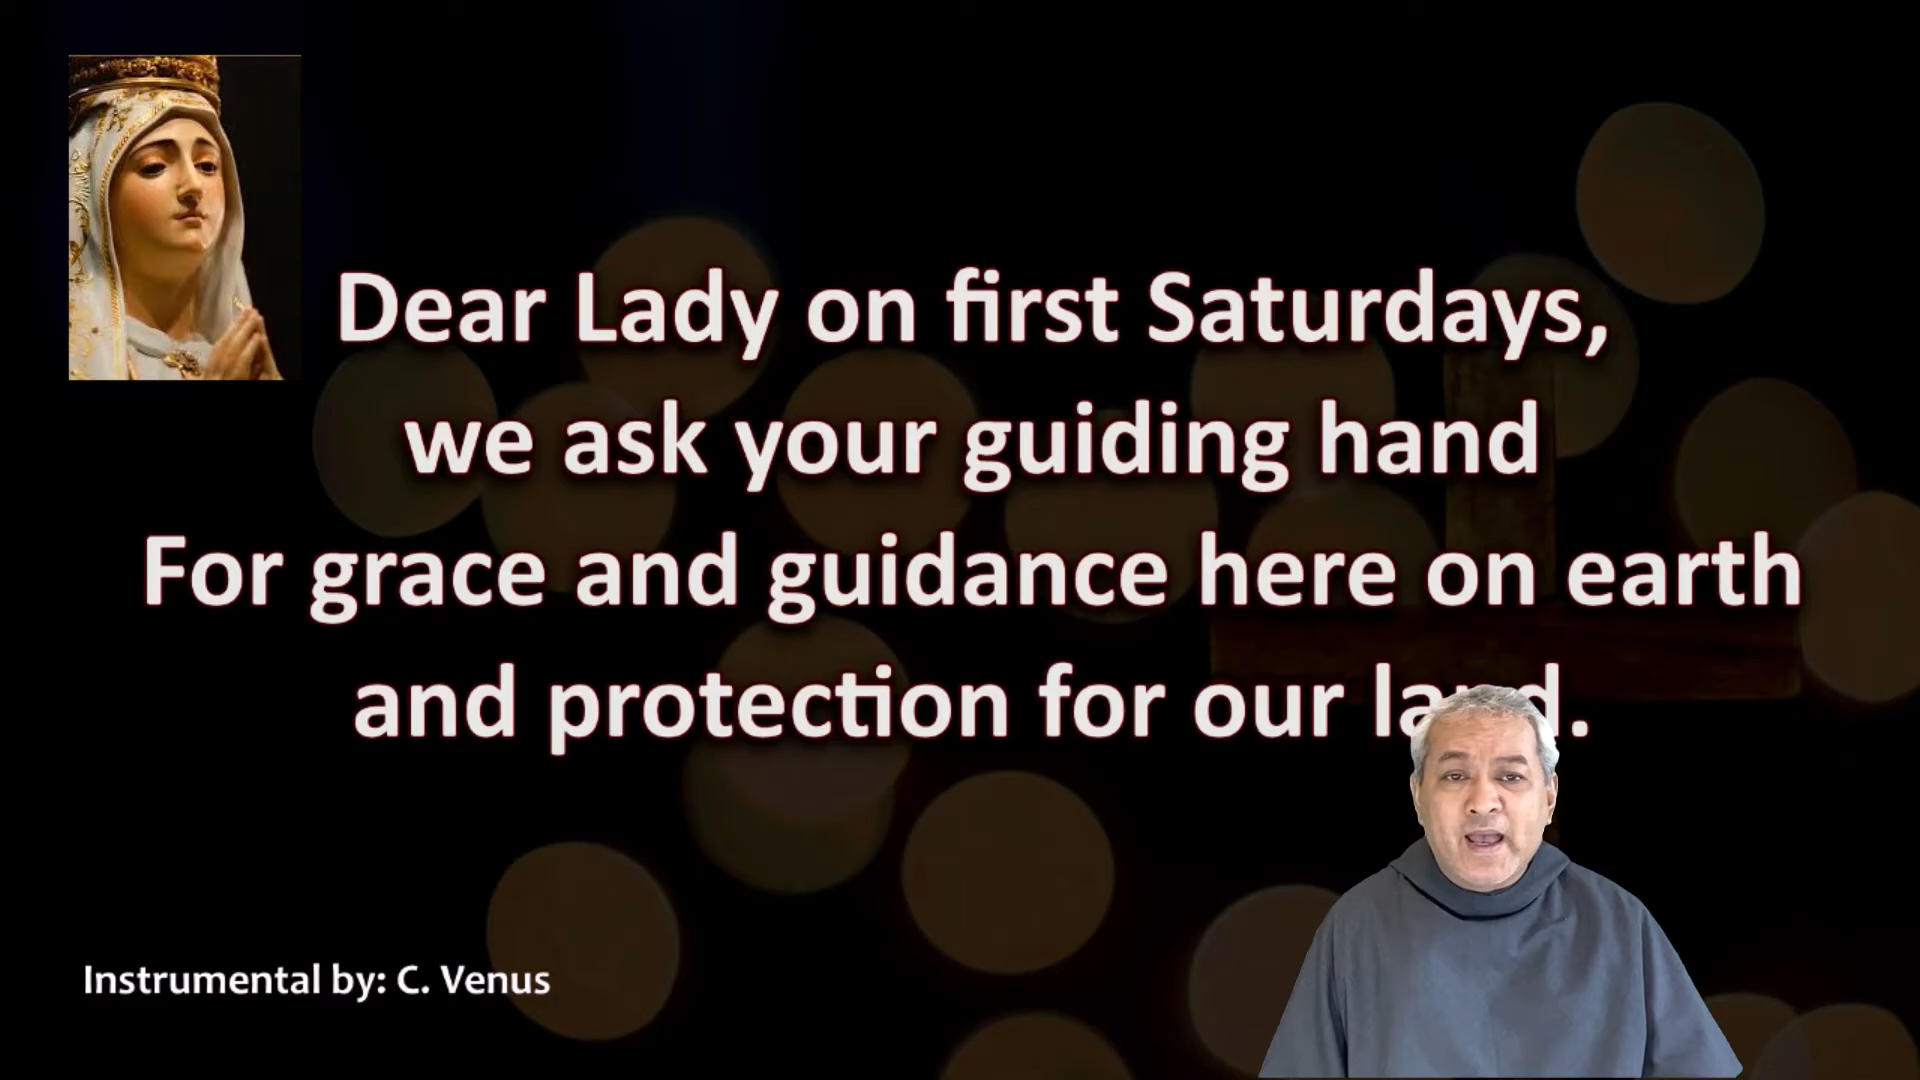 Dear Lady on first Saturdays,
we ask your guiding hand
For grace and guidance here on earth
and protection for our land.
Instrumental by: C. Venus